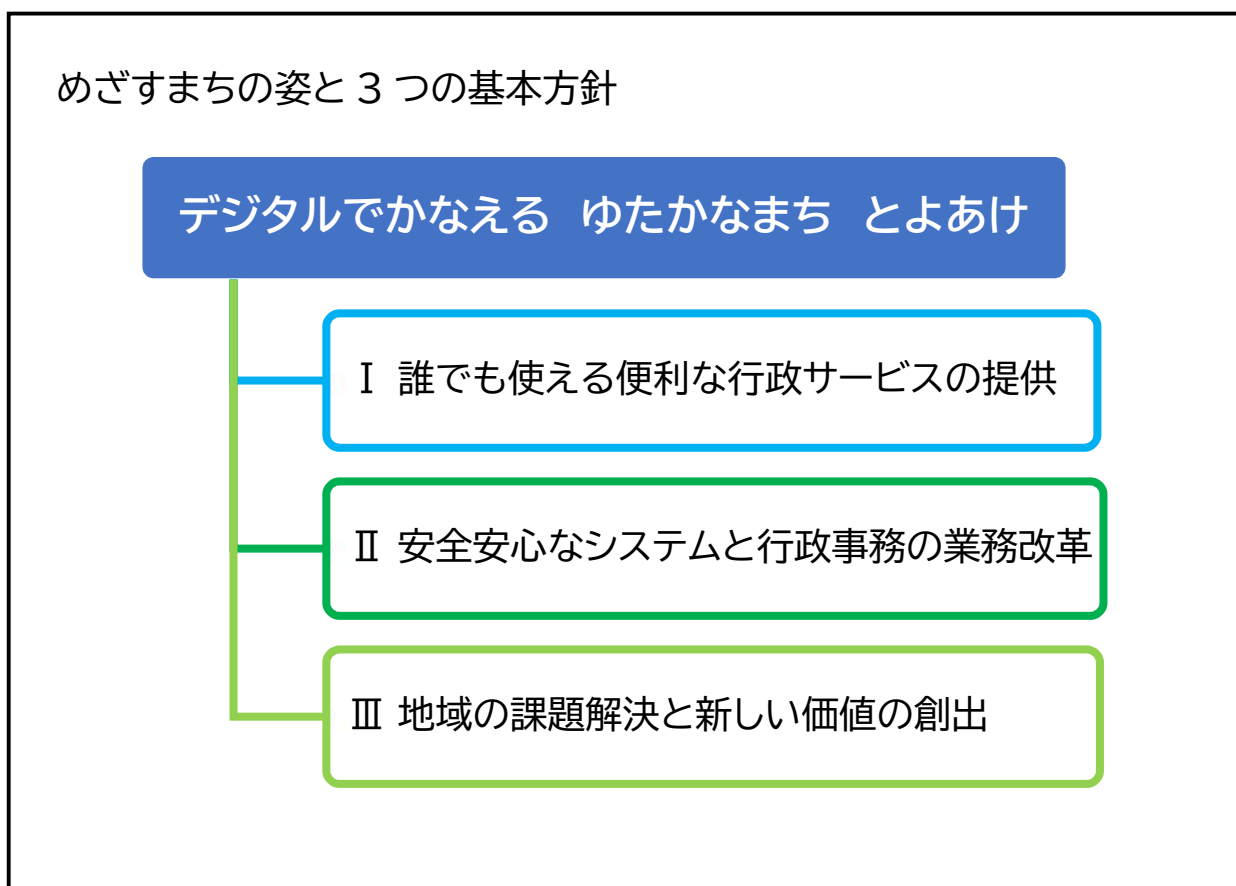 めざすまちの姿と3つの基本方針
デジタルでかなえる　ゆたかなまち　とよあけ
Ⅰ 誰でも使える便利な行政サービスの提供
Ⅱ 安全安心なシステムと行政事務の業務改革
Ⅲ 地域の課題解決と新しい価値の創出